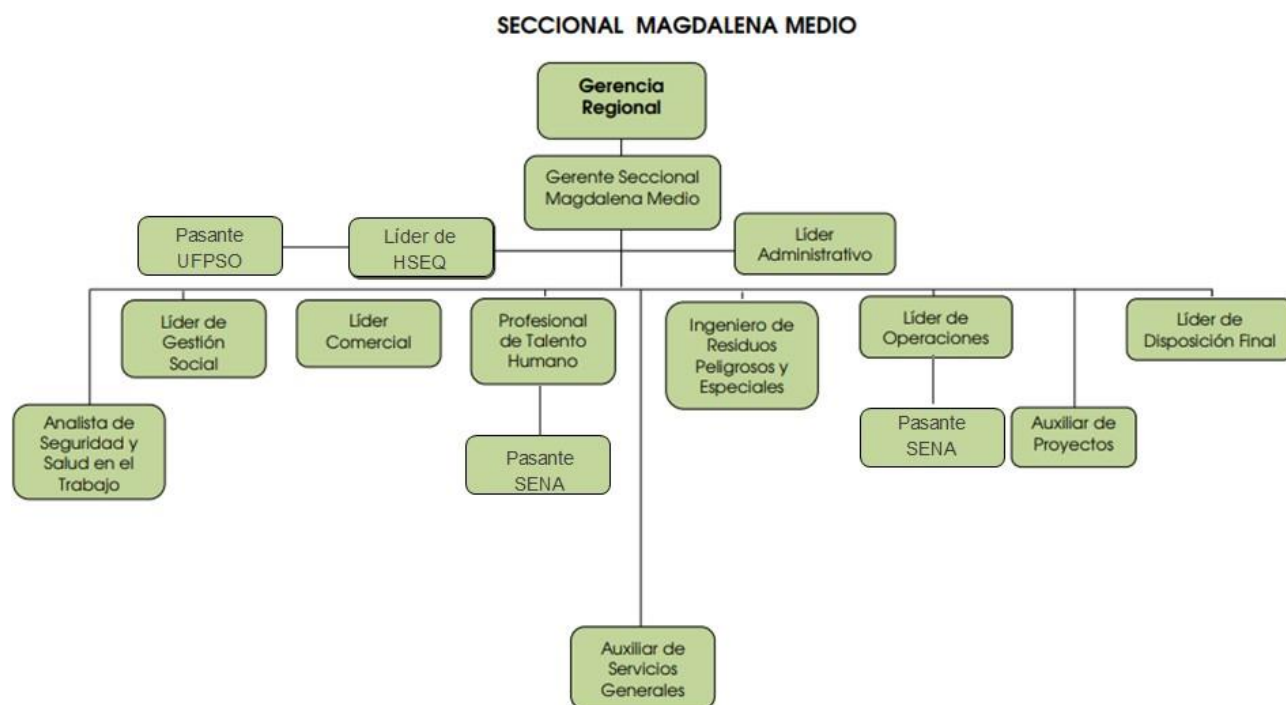 SECCIONAL MAGDALENA MEDIO
Gerencia
Regional
Gerente Seccional
Magdalena Medio
Pasante
UFPSO
Líder de
HSEQ
Líder
Administrativo
Líder de
Gestión
Social
Líder
Comercial
Profesional
de Talento
Humano
Ingeniero de
Residuos
Peligrosos y
Especiales
Líder de
Operaciones
Líder de
Disposición Final
Analista de
Seguridad y
Salud en el
Trabajo
Pasante
SENA
Pasante
SENA
Auxiliar de
Proyectos
Auxiliar de
Servicios
Generales